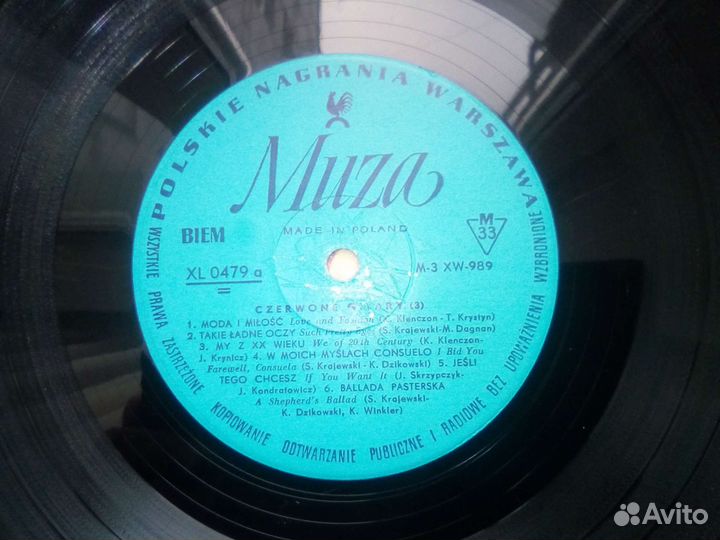 POLSKIE NAGRANIA WARSZAWA
Muza
MADE IN POLAND
BIEM
M
33
XL 0479 a
M-3 XW-989
CZERWONE GITARY (3)
1. MODA I MIŁOŚĆ Love and Fashion (K. Klenczon - T. Krystyn)
2. TAKIE ŁADNE OCZY Such Pretty Eyes (S. Krajewski-M. Dagnan)
3. MY Z XX WIEKU We of 20th Century (K. Klenczon-
J. Krynicz) 4. W MOICH MYŚLACH CONSUELO I Bid You
Farewell, Consuela (S. Krajewski - K. Dzikowski) 5. JEŚLI
TEGO CHCESZ If You Want It (J. Skrzypczyk-
J. Kondratowicz) 6. BALLADA PASTERSKA
A Shepherd's Ballad (S. Krajewski-
K. Dzikowski, K. Winkler)
WSZYSTKIE PRAWA ZASTRZEŻONE KOPIOWANIE ODTWARZANIE PUBLICZNE I RADIOWE BEZ UPOWAŻNIENIA WZBRONIONE
Avito